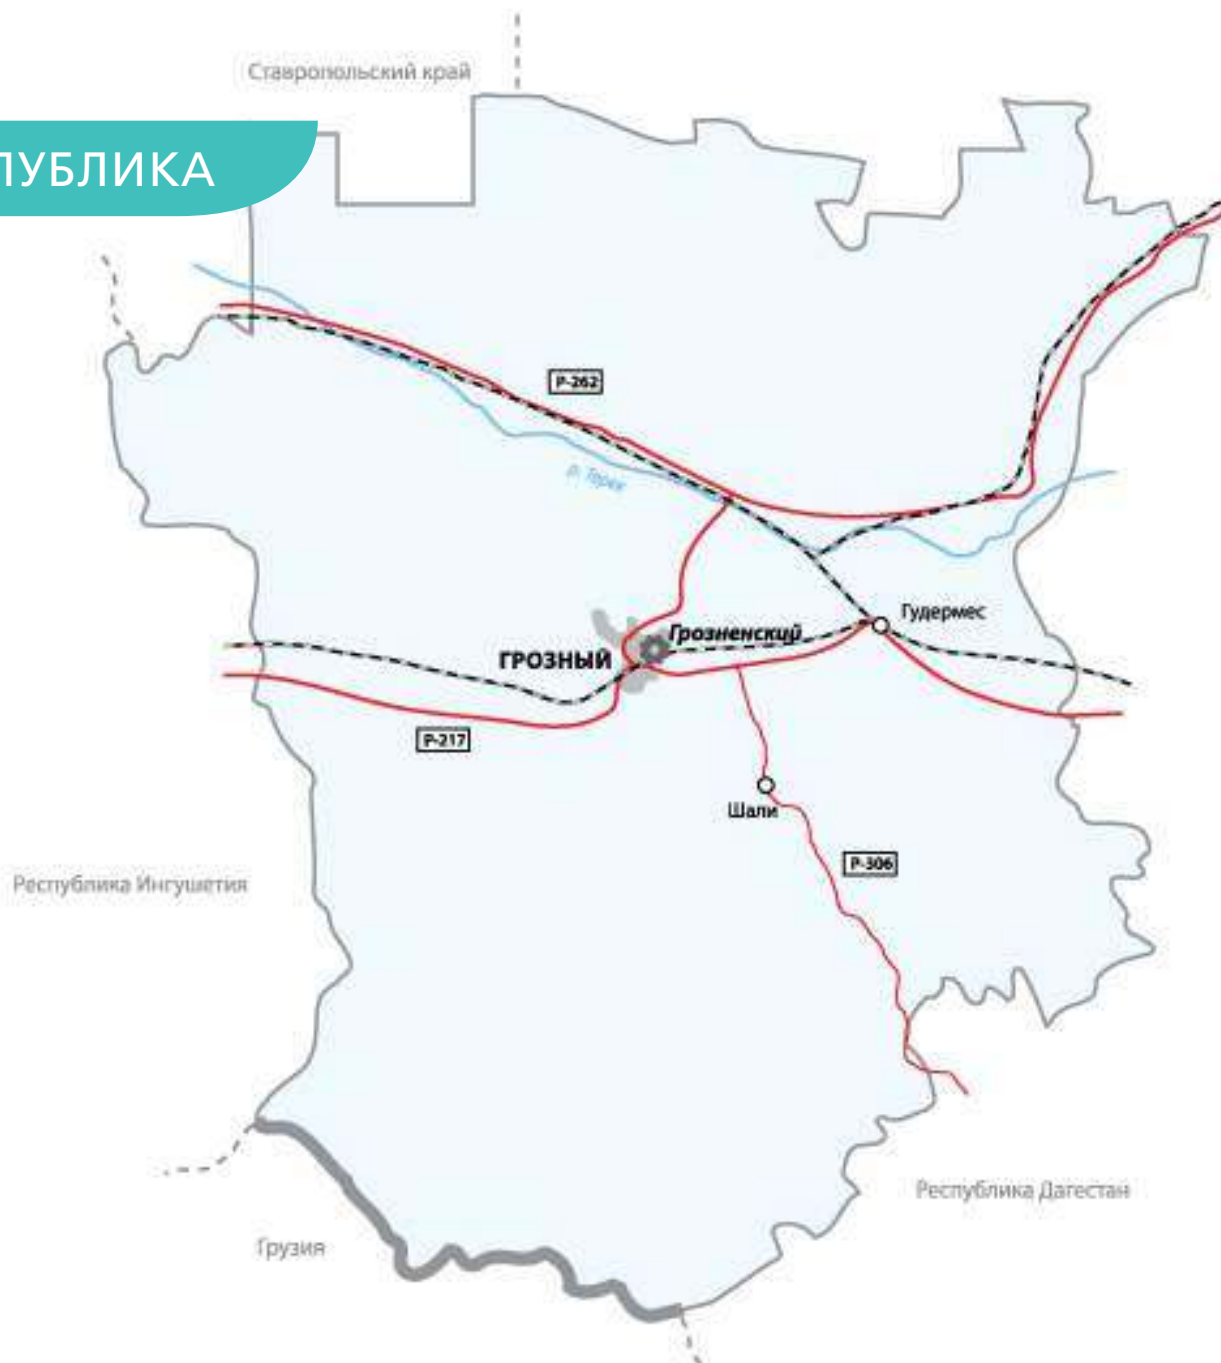 Ставропольский край
ПУБЛИКА
Р-262
р. Терек
Гудермес
Грозненский
ГРОЗНЫЙ
Р-217
Шали
Р-306
Республика Ингушетия
Республика Дагестан
Грузия